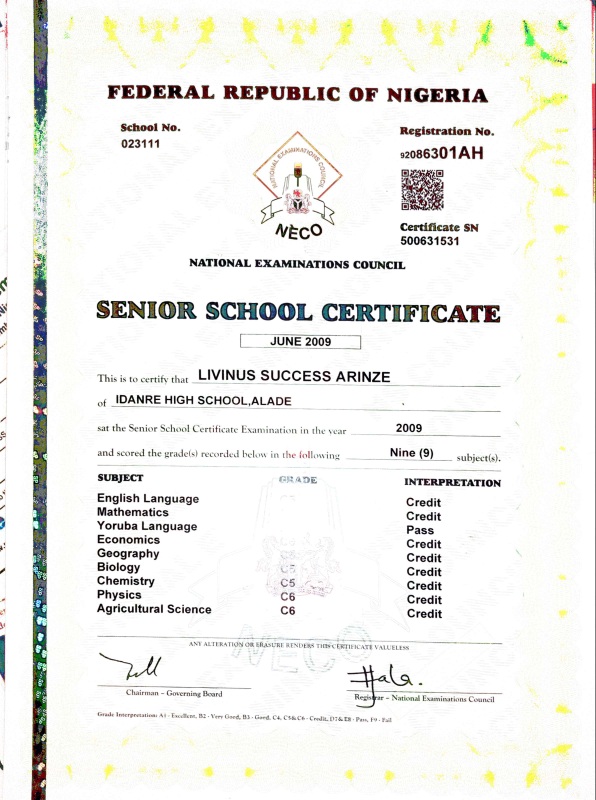 FEDERAL REPUBLIC OF NIGERIA
School No.
023111
Registration No.
92086301AH
NATIONAL EXAMINATIONS COUNCIL
NECO
Certificate SN
500631531
NATIONAL EXAMINATIONS COUNCIL
SENIOR SCHOOL CERTIFICATE
JUNE 2009
This is to certify that LIVINUS SUCCESS ARINZE
of IDANRE HIGH SCHOOL,ALADE
sat the Senior School Certificate Examination in the year 2009
and scored the grade(s) recorded below in the following Nine (9) subject(s).
SUBJECT GRADE INTERPRETATION
English Language Credit
Mathematics Credit
Yoruba Language Pass
Economics Credit
Geography Credit
Biology C5 Credit
Chemistry C5 Credit
Physics C6 Credit
Agricultural Science C6 Credit
NECO
ANY ALTERATION OR ERASURE RENDERS THIS CERTIFICATE VALUELESS
Chairman - Governing Board
Registrar - National Examinations Council
Grade Interpretation: A1 - Excellent, B2 - Very Good, B3 - Good, C4, C5& C6 - Credit, D7& E8 - Pass, F9 - Fail